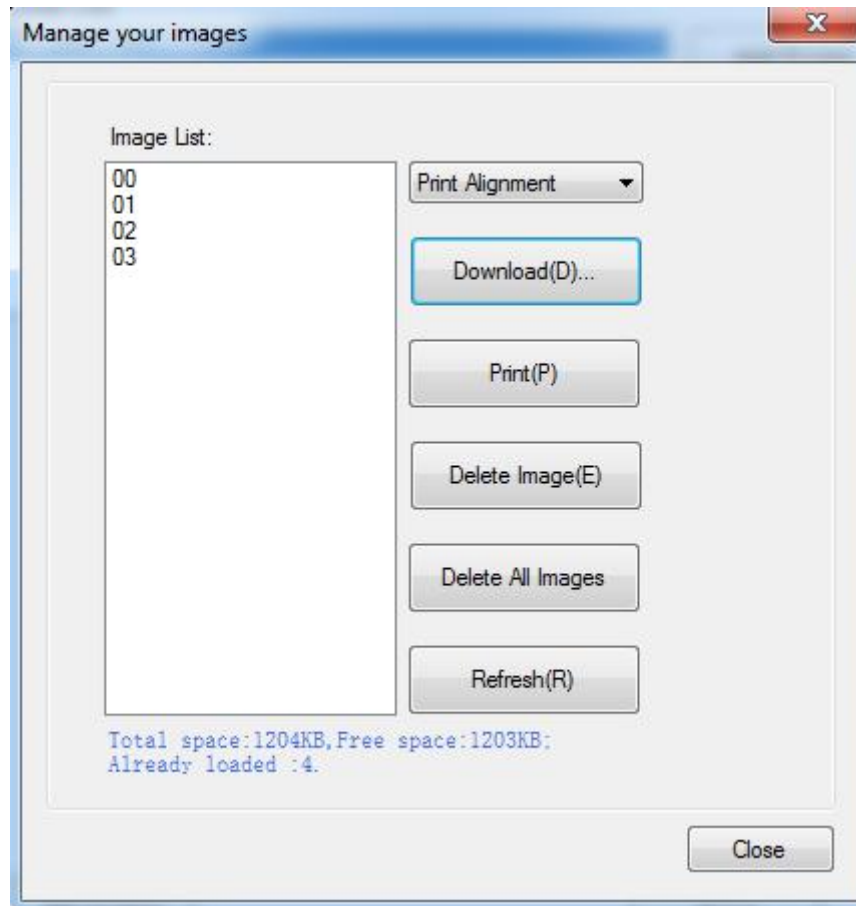 Manage your images
Image List:
00
01
02
03
Print Alignment
Download(D)...
Print(P)
Delete Image(E)
Delete All Images
Refresh(R)
Total space:1204KB,Free space:1203KB;
Already loaded :4.
Close